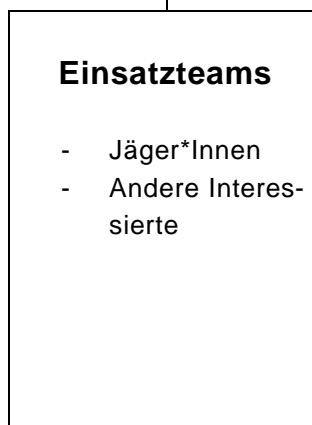 Einsatzteams
- Jäger*Innen
- Andere Interes-
sierte